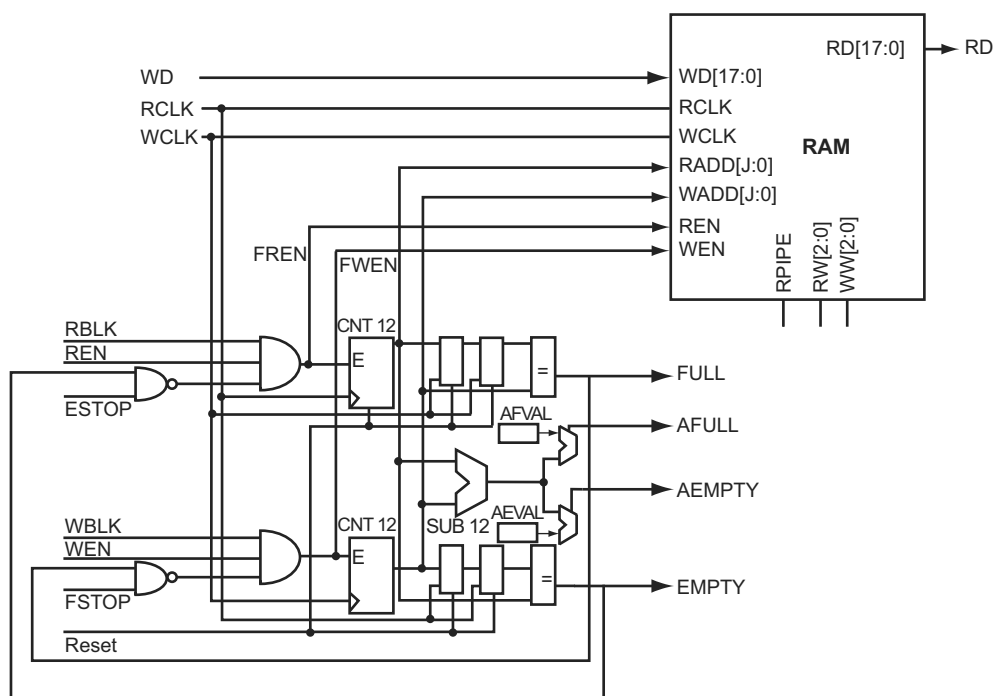 RD[17:0]
RD
WD
WD[17:0]
RCLK
RCLK
WCLK
WCLK
RAM
RADD[J:0]
WADD[J:0]
REN
FREN
FWEN
WEN
RPIPE
RW[2:0]
WW[2:0]
RBLK
REN
ESTOP
CNT 12
E
=
FULL
AFVAL
AFULL
AEMPTY
WBLK
WEN
FSTOP
CNT 12
E
SUB 12
AEVAL
=
EMPTY
Reset